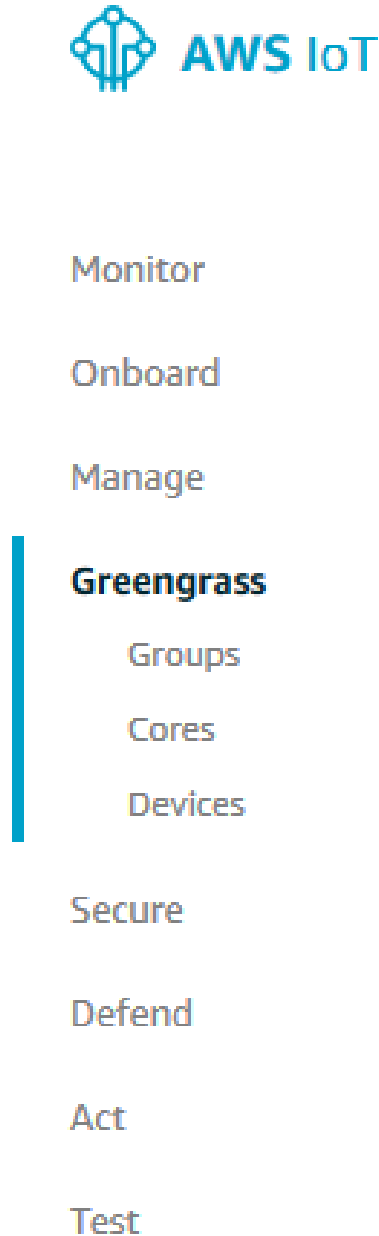 AWS IoT
Monitor
Onboard
Manage
Greengrass
Groups
Cores
Devices
Secure
Defend
Act
Test